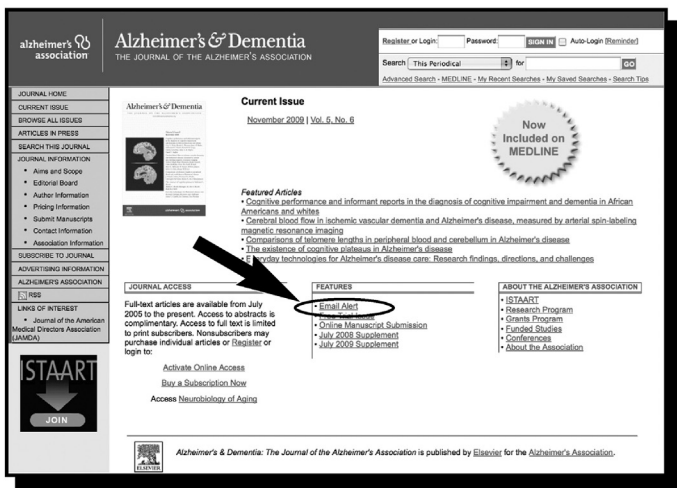 alzheimer's
association
Alzheimer's & Dementia
THE JOURNAL OF THE ALZHEIMER'S ASSOCIATION
Register or Login: Password: SIGN IN Auto-Login [Reminder]
Search This Periodical for GO
Advanced Search - MEDLINE - My Recent Searches - My Saved Searches - Search Tips
JOURNAL HOME
CURRENT ISSUE
BROWSE ALL ISSUES
ARTICLES IN PRESS
SEARCH THIS JOURNAL
JOURNAL INFORMATION
• Aims and Scope
• Editorial Board
• Author Information
• Pricing Information
• Submit Manuscripts
• Contact Information
• Association Information
SUBSCRIBE TO JOURNAL
ADVERTISING INFORMATION
ALZHEIMER'S ASSOCIATION
RSS
LINKS OF INTEREST
• Journal of the American
Medical Directors Association
(JAMDA)
ISTAART
JOIN
Alzheimer's & Dementia
Current Issue
November 2009 | Vol. 5, No. 6
Now
Included on
MEDLINE
Featured Articles
• Cognitive performance and informant reports in the diagnosis of cognitive impairment and dementia in African
Americans and whites
• Cerebral blood flow in ischemic vascular dementia and Alzheimer's disease, measured by arterial spin-labeling
magnetic resonance imaging
• Comparisons of telomere lengths in peripheral blood and cerebellum in Alzheimer's disease
• The existence of cognitive plateaus in Alzheimer's disease
• Everyday technologies for Alzheimer's disease care: Research findings, directions, and challenges
JOURNAL ACCESS
Full-text articles are available from July
2005 to the present. Access to abstracts is
complimentary. Access to full text is limited
to print subscribers. Nonsubscribers may
purchase individual articles or Register or
login to:
Activate Online Access
Buy a Subscription Now
Access Neurobiology of Aging
FEATURES
• Email Alert
• Free Trial Issue
• Online Manuscript Submission
• July 2008 Supplement
• July 2009 Supplement
ABOUT THE ALZHEIMER'S ASSOCIATION
• ISTAART
• Research Program
• Grants Program
• Funded Studies
• Conferences
• About the Association
ELSEVIER
Alzheimer's & Dementia: The Journal of the Alzheimer's Association is published by Elsevier for the Alzheimer's Association.